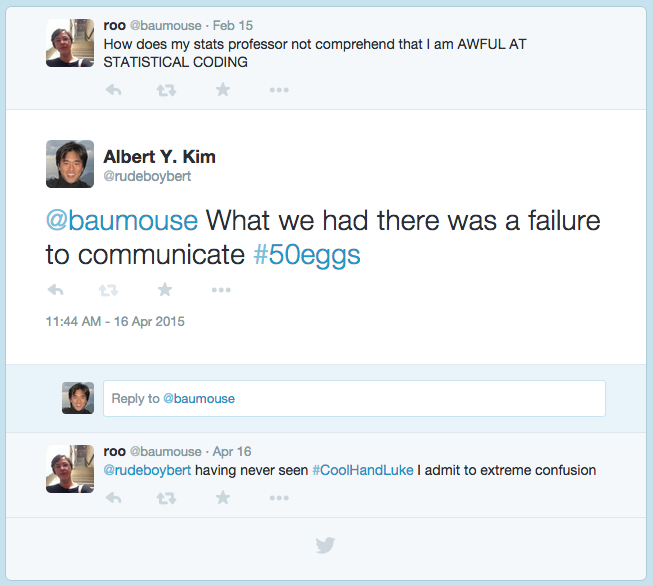 roo @baumouse · Feb 15
How does my stats professor not comprehend that I am AWFUL AT
STATISTICAL CODING
Albert Y. Kim
@rudeboybert
@baumouse What we had there was a failure
to communicate #50eggs
11:44 AM - 16 Apr 2015
Reply to @baumouse
roo @baumouse · Apr 16
@rudeboybert having never seen #CoolHandLuke I admit to extreme confusion